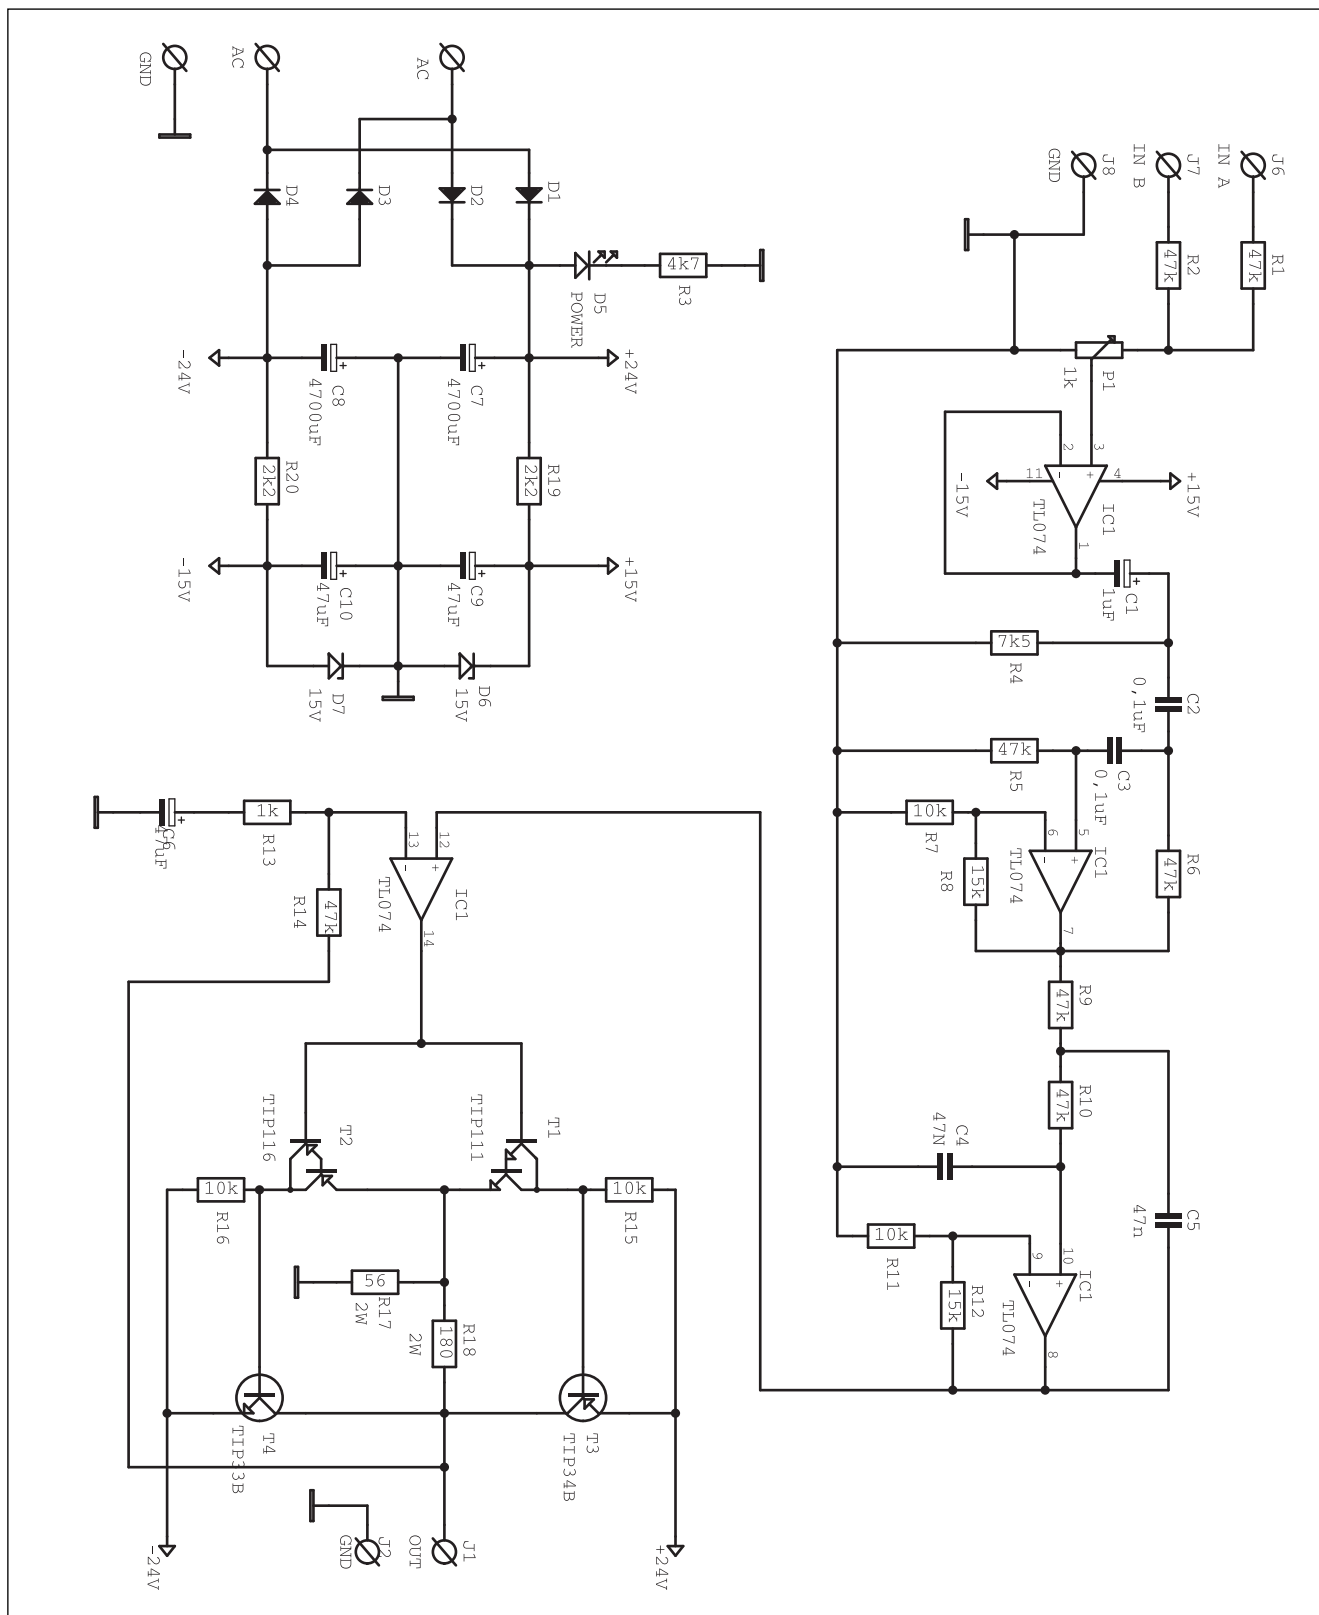 J6
IN A
J7
IN B
J8
GND
R1
47k
R2
47k
P1
1k
3
2
+
-
4
11
+15V
-15V
IC1
TL074
1
C1
+
1uF
R4
7k5
C2
0,1uF
C3
0,1uF
R5
47k
R6
47k
R7
10k
R8
15k
5
6
+
-
IC1
TL074
7
R9
47k
R10
47k
C4
47N
C5
47n
R11
10k
R12
15k
10
9
+
-
IC1
TL074
8
AC
AC
GND
D1
D2
D3
D4
D5
POWER
R3
4k7
+24V
-24V
C7
+
4700uF
C8
+
4700uF
R19
2k2
R20
2k2
+15V
-15V
C9
+
47uF
C10
+
47uF
D6
15V
D7
15V
C6
+
47uF
R13
1k
R14
47k
12
13
+
-
IC1
TL074
14
T1
TIP111
T2
TIP116
R15
10k
R16
10k
R17
56
2W
R18
180
2W
T3
TIP34B
T4
TIP33B
J1
OUT
J2
GND
+24V
-24V